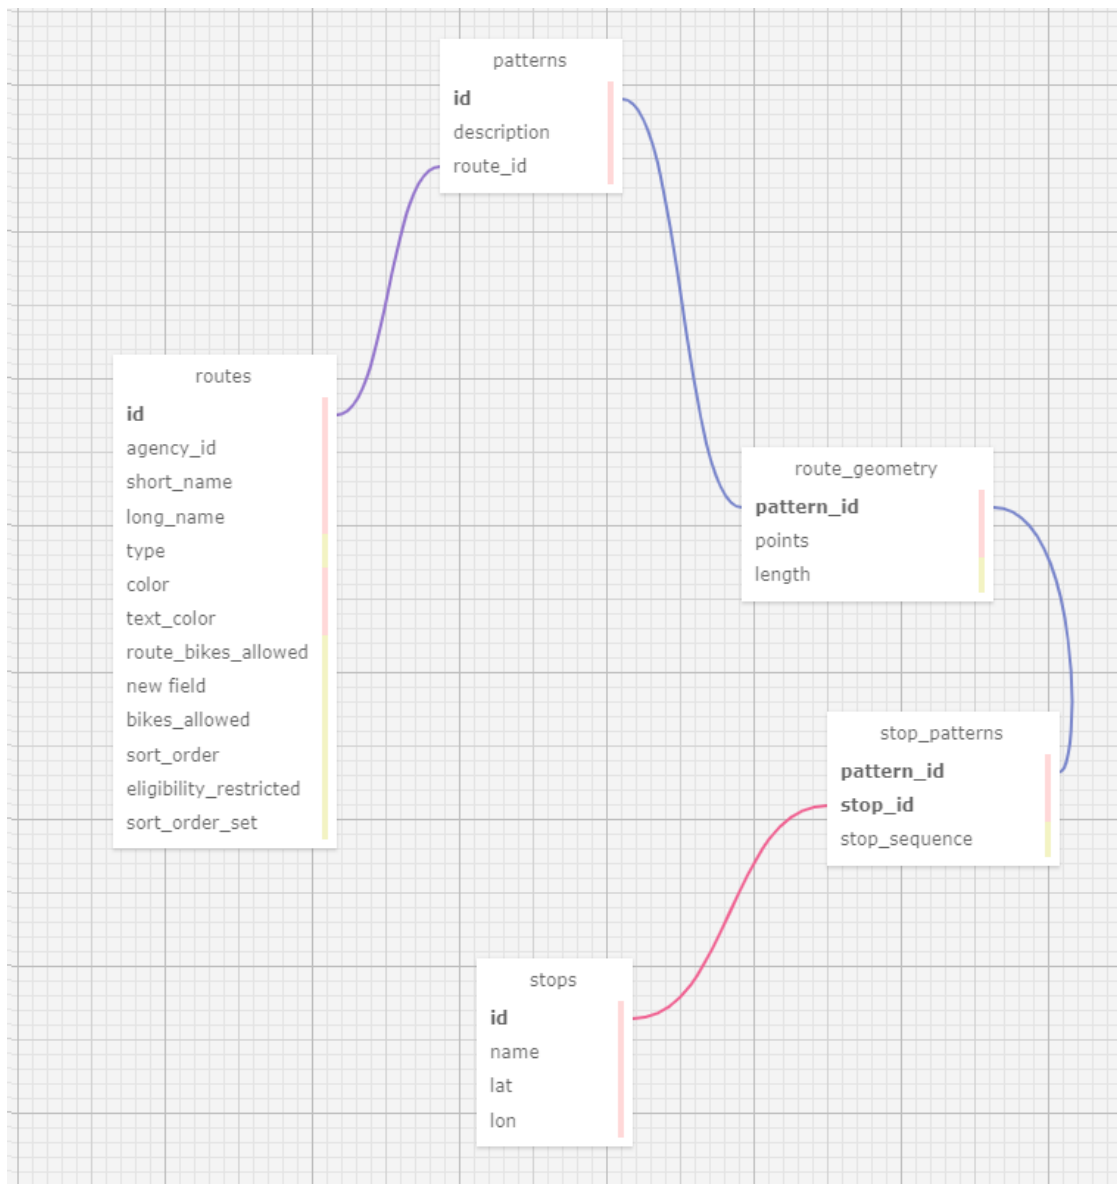 patterns
id
description
route_id
routes
id
agency_id
short_name
long_name
type
color
text_color
route_bikes_allowed
new field
bikes_allowed
sort_order
eligibility_restricted
sort_order_set
route_geometry
pattern_id
points
length
stop_patterns
pattern_id
stop_id
stop_sequence
stops
id
name
lat
lon